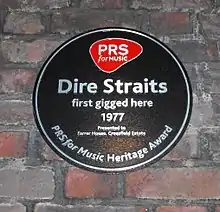 PRS
for MUSIC
Dire Straits
first gigged here
1977
Presented to
Farrer House, Crossfield Estate
PRS for Music Heritage Award